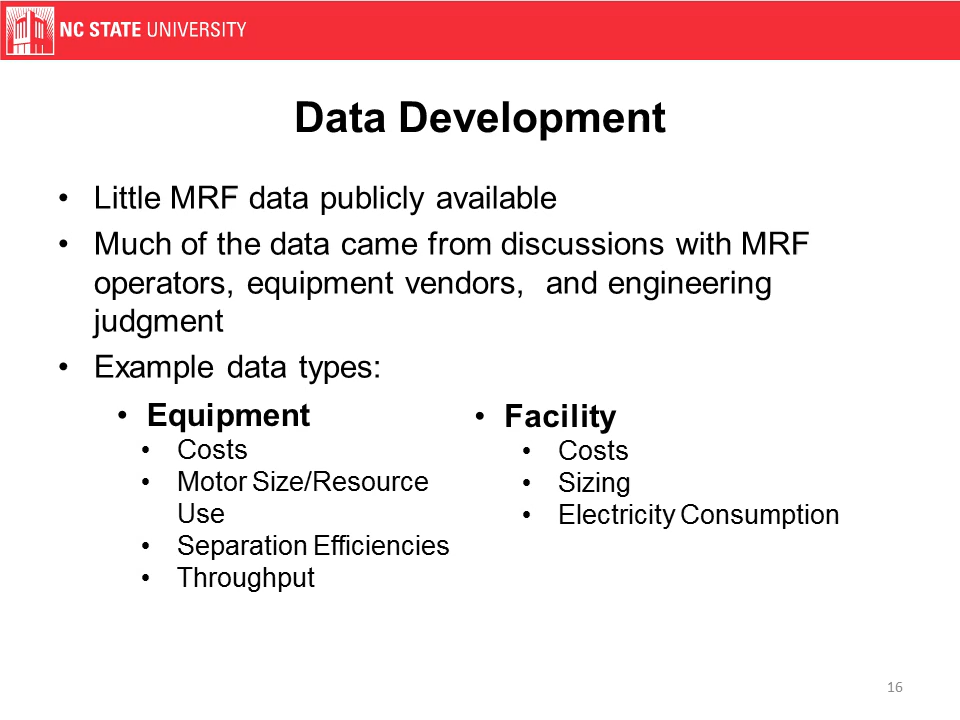 NC STATE UNIVERSITY
Data Development
• Little MRF data publicly available
• Much of the data came from discussions with MRF
operators, equipment vendors,  and engineering
judgment
• Example data types:
• Equipment
• Costs
• Motor Size/Resource
Use
• Separation Efficiencies
• Throughput
• Facility
• Costs
• Sizing
• Electricity Consumption
16